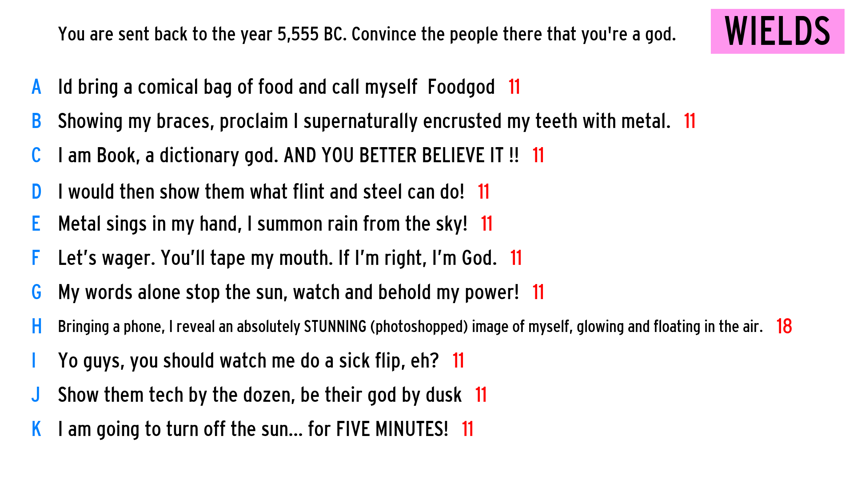 You are sent back to the year 5,555 BC. Convince the people there that you're a god.
WIELDS
A Id bring a comical bag of food and call myself Foodgod 11
B Showing my braces, proclaim I supernaturally encrusted my teeth with metal. 11
C I am Book, a dictionary god. AND YOU BETTER BELIEVE IT !! 11
D I would then show them what flint and steel can do! 11
E Metal sings in my hand, I summon rain from the sky! 11
F Let’s wager. You’ll tape my mouth. If I’m right, I’m God. 11
G My words alone stop the sun, watch and behold my power! 11
H Bringing a phone, I reveal an absolutely STUNNING (photoshopped) image of myself, glowing and floating in the air. 18
I Yo guys, you should watch me do a sick flip, eh? 11
J Show them tech by the dozen, be their god by dusk 11
K I am going to turn off the sun... for FIVE MINUTES! 11